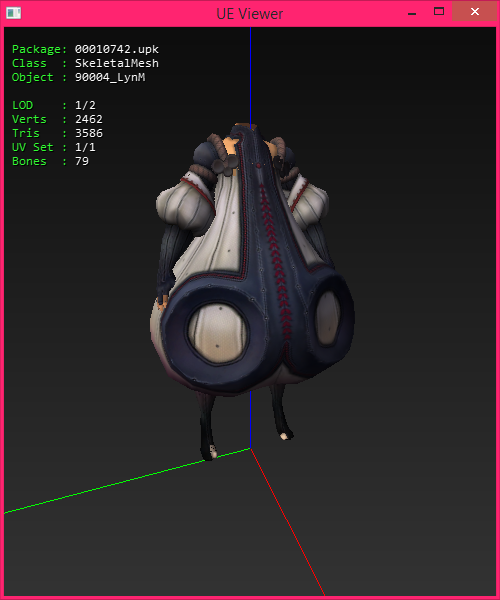 UE Viewer
Package: 00010742.upk
Class  : SkeletalMesh
Object : 90004_LynM
LOD    : 1/2
Verts  : 2462
Tris   : 3586
UV Set : 1/1
Bones  : 79